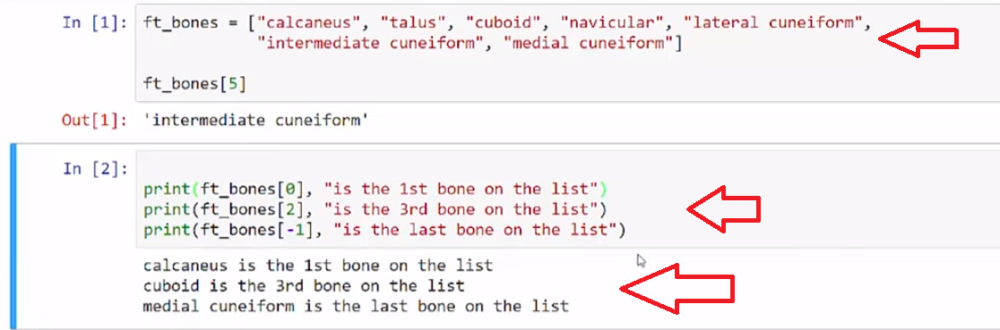 In [1]: ft_bones = ["calcaneus", "talus", "cuboid", "navicular", "lateral cuneiform",
"intermediate cuneiform", "medial cuneiform"]
ft_bones[5]
Out[1]: 'intermediate cuneiform'
In [2]:
print(ft_bones[0], "is the 1st bone on the list")
print(ft_bones[2], "is the 3rd bone on the list")
print(ft_bones[-1], "is the last bone on the list")
calcaneus is the 1st bone on the list
cuboid is the 3rd bone on the list
medial cuneiform is the last bone on the list